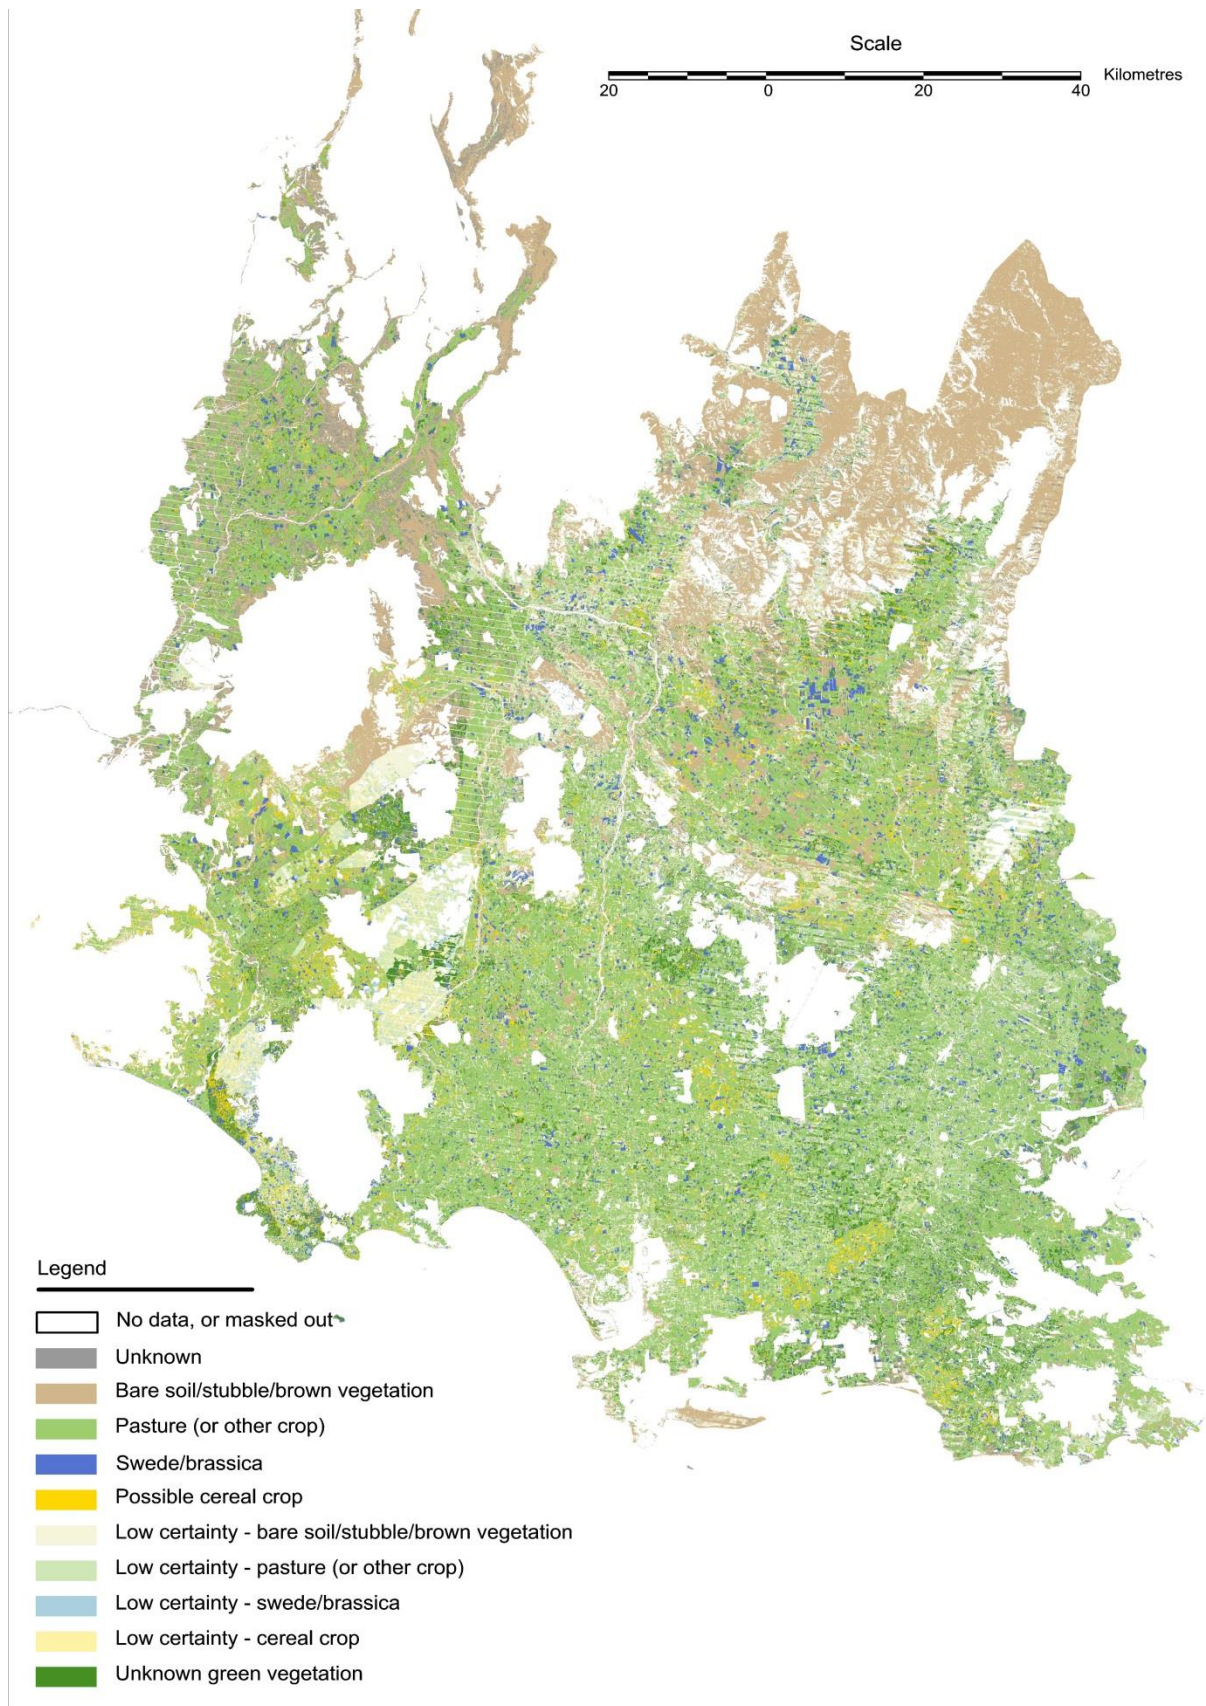 Scale
Kilometres
20 0 20 40
Legend
No data, or masked out
Unknown
Bare soil/stubble/brown vegetation
Pasture (or other crop)
Swede/brassica
Possible cereal crop
Low certainty - bare soil/stubble/brown vegetation
Low certainty - pasture (or other crop)
Low certainty - swede/brassica
Low certainty - cereal crop
Unknown green vegetation